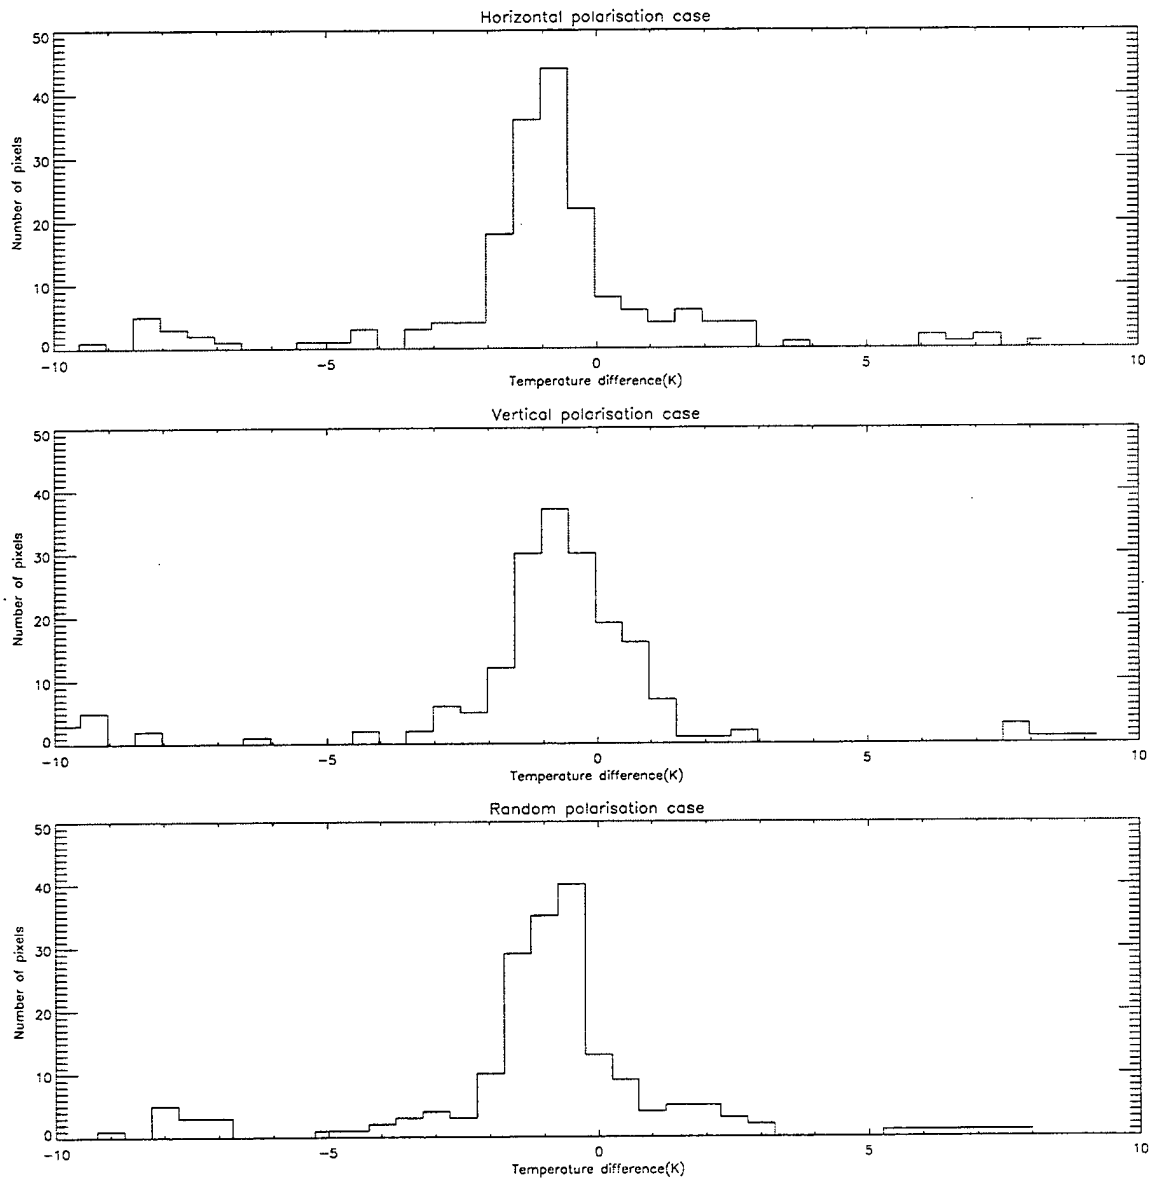 Horizontal polarisation case
50
40
30
20
10
0
Number of pixels
-10 -5 0 5 10
Temperature difference(K)
Vertical polarisation case
50
40
30
20
10
0
Number of pixels
-10 -5 0 5 10
Temperature difference(K)
Random polarisation case
50
40
30
20
10
0
Number of pixels
-10 -5 0 5 10
Temperature difference(K)